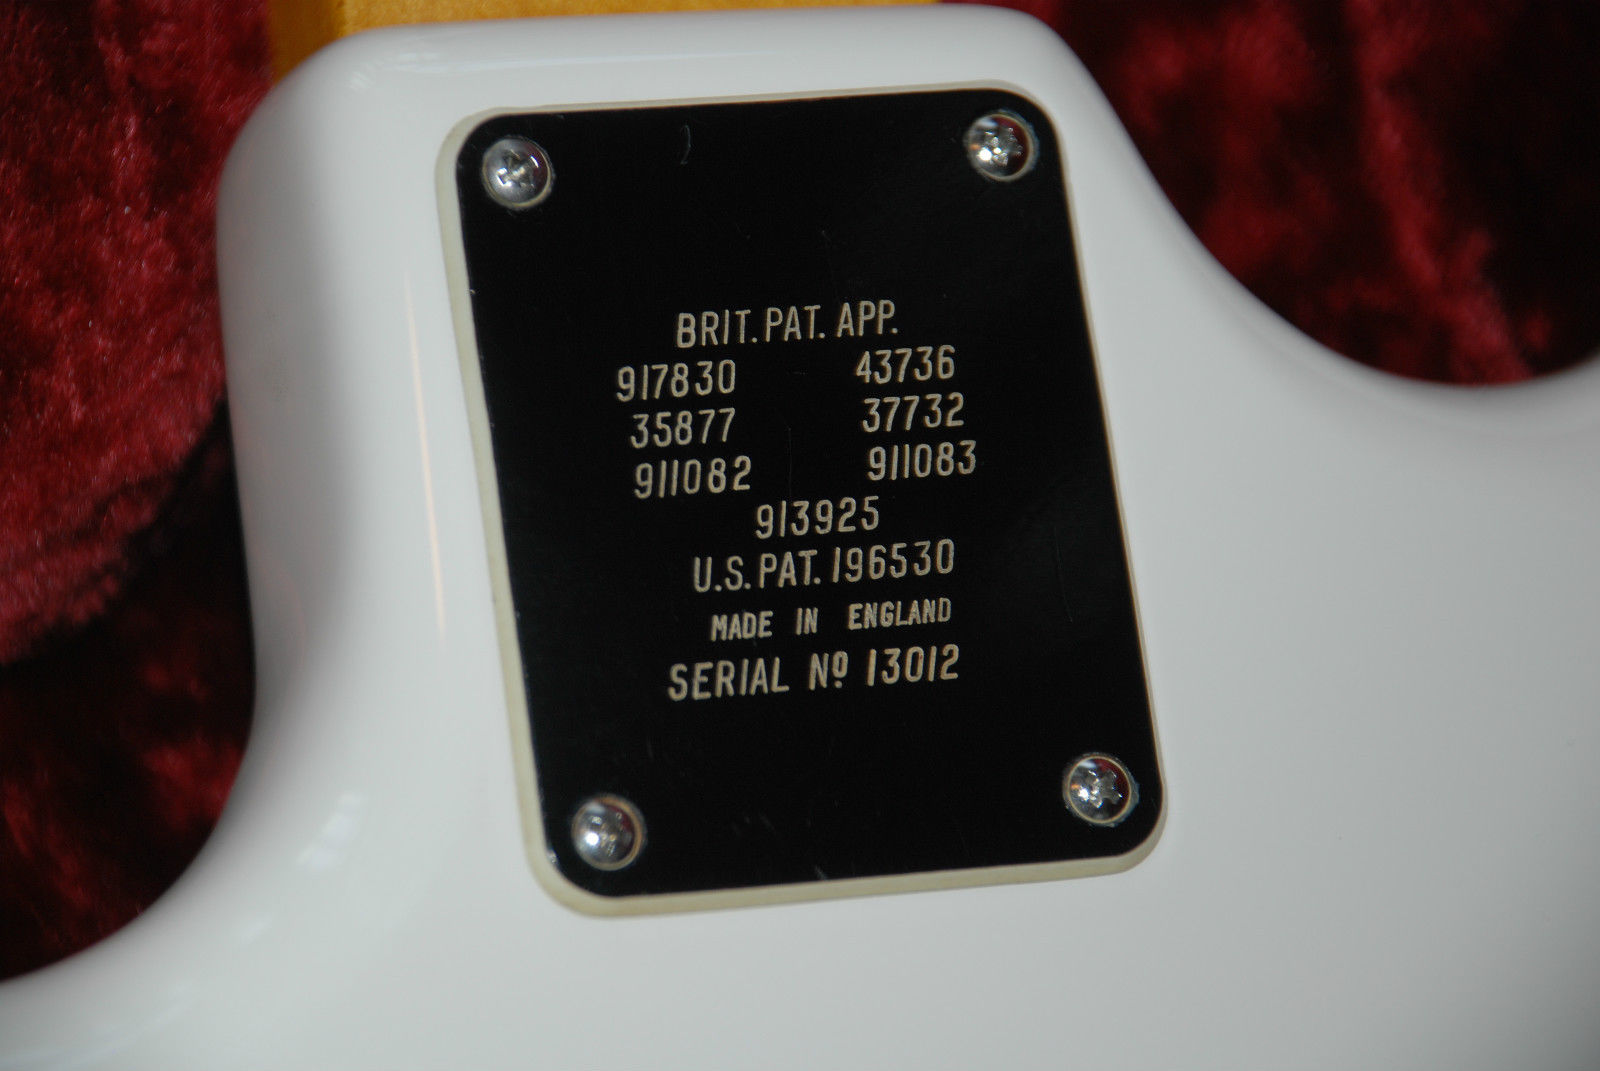 BRIT. PAT. APP.
917830 43736
35877 37732
911082 911083
913925
U.S. PAT. 196530
MADE IN ENGLAND
SERIAL Nº 13012